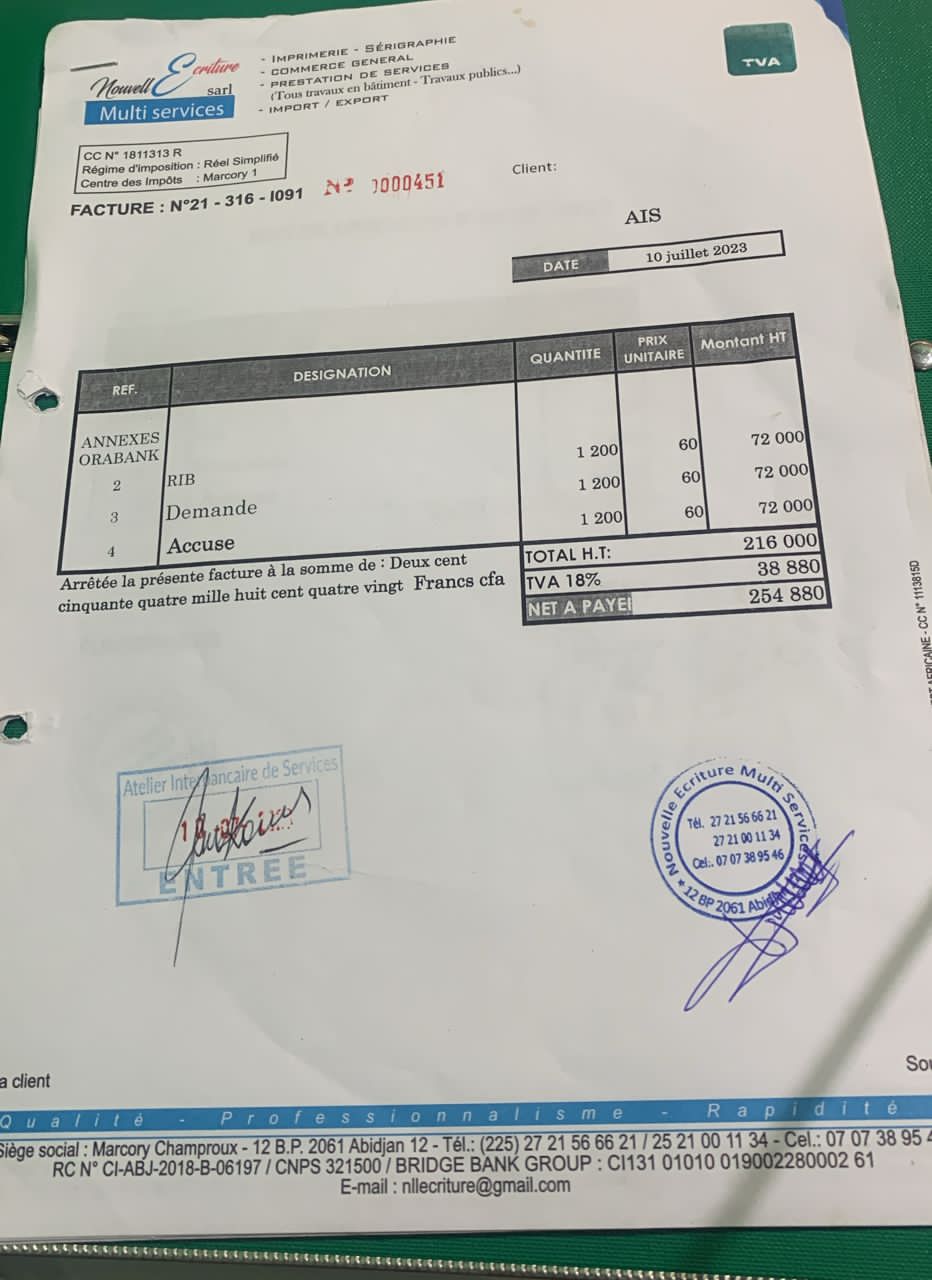 Nouvell Ecriture
sarl
Multi services
- IMPRIMERIE - SÉRIGRAPHIE
- COMMERCE GENERAL
- PRESTATION DE SERVICES
(Tous travaux en bâtiment - Travaux publics...)
- IMPORT / EXPORT
TVA
CC N° 1811313 R
Régime d'imposition : Réel Simplifié
Centre des Impôts : Marcory 1
FACTURE : N°21 - 316 - I091
N° 0000451
Client:
AIS
DATE 10 juillet 2023
REF. DESIGNATION QUANTITE PRIX UNITAIRE Montant HT
ANNEXES
ORABANK
1 200 60 72 000
2 RIB 1 200 60 72 000
3 Demande 1 200 60 72 000
4 Accuse
TOTAL H.T: 216 000
TVA 18% 38 880
NET A PAYE 254 880
Arrêtée la présente facture à la somme de : Deux cent
cinquante quatre mille huit cent quatre vingt Francs cfa
CC N° 1113815D
Atelier Interbancaire de Services
ENTREE
Nouvelle Ecriture Multi Services
Tél. 27 21 56 66 21
27 21 00 11 34
Cel.: 07 07 38 95 46
* 12 BP 2061
a client
Qualité - Professionnalisme - Rapidité
Siège social : Marcory Champroux - 12 B.P. 2061 Abidjan 12 - Tél.: (225) 27 21 56 66 21 / 25 21 00 11 34 - Cel.: 07 07 38 95 4
RC N° CI-ABJ-2018-B-06197 / CNPS 321500 / BRIDGE BANK GROUP : CI131 01010 019002280002 61
E-mail : nllecriture@gmail.com